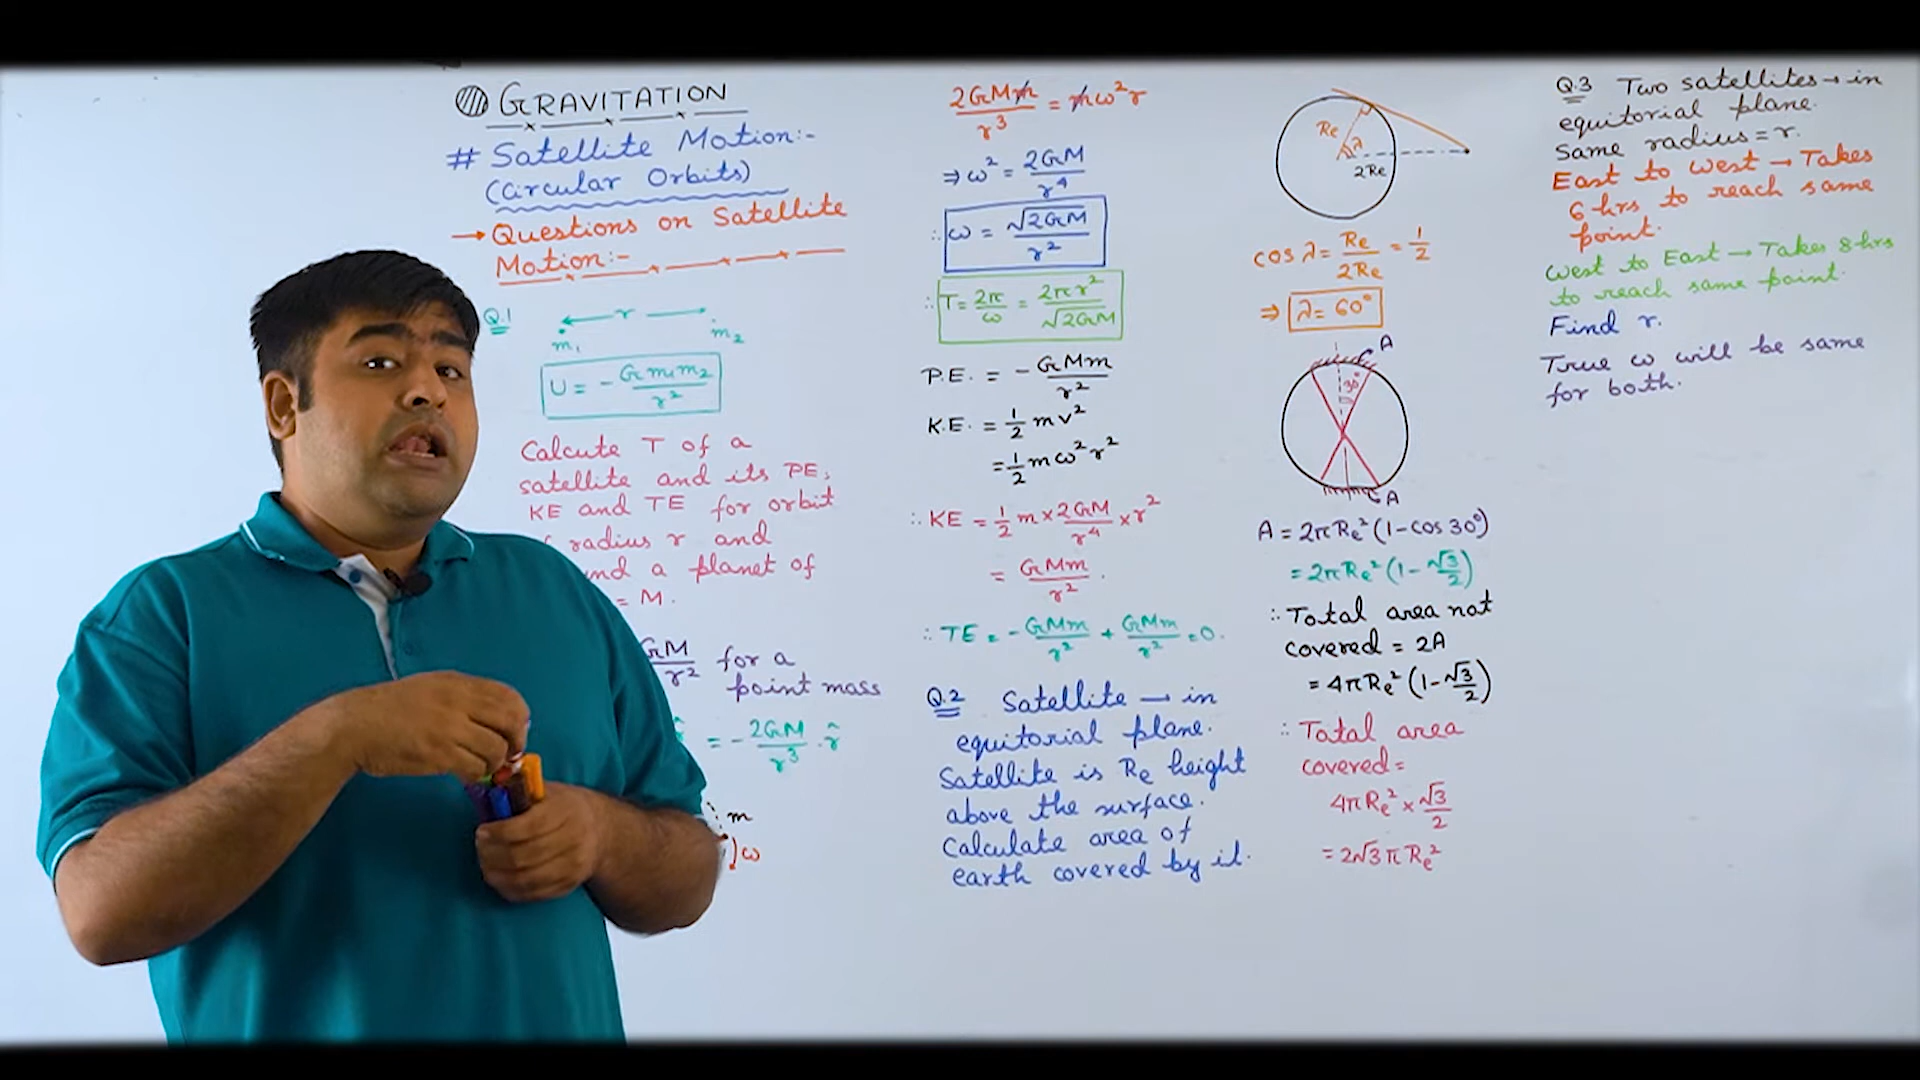 GRAVITATION
# Satellite Motion:-
(Circular Orbits)
→ Questions on Satellite
Motion:-
Q.1
r
m₁ m₂
U = - Gm₁m₂/r²
Calcute T of a
satellite and its PE,
KE and TE for orbit
radius r and
a planet of
= M.
GM/r² for a
point mass
= - 2GM/r³ . r̂
m
ω
2GMm/r³ = mω²r
⇒ ω² = 2GM/r⁴
∴ ω = √2GM/r²
∴ T = 2π/ω = 2πr²/√2GM
P.E. = - GMm/r²
K.E. = 1/2 mv²
= 1/2 mω²r²
∴ KE = 1/2 m × 2GM/r⁴ × r²
= GMm/r² .
∴ TE = - GMm/r² + GMm/r² = 0.
Q.2 Satellite → in
equitorial plane.
Satellite is Re height
above the surface.
Calculate area of
earth covered by it.
Re
λ
2Re
cos λ = Re/2Re = 1/2
⇒ λ = 60°
A
30°
A
A = 2πRe² (1 - cos 30°)
= 2πRe² (1 - √3/2)
∴ Total area not
covered = 2A
= 4πRe² (1 - √3/2)
∴ Total area
covered =
4πRe² × √3/2
= 2√3 πRe²
Q.3 Two satellites → in
equitorial plane.
Same radius = r.
East to West → Takes
6 hrs to reach same
point.
West to East → Takes 8 hrs
to reach same point.
Find r.
True ω will be same
for both.